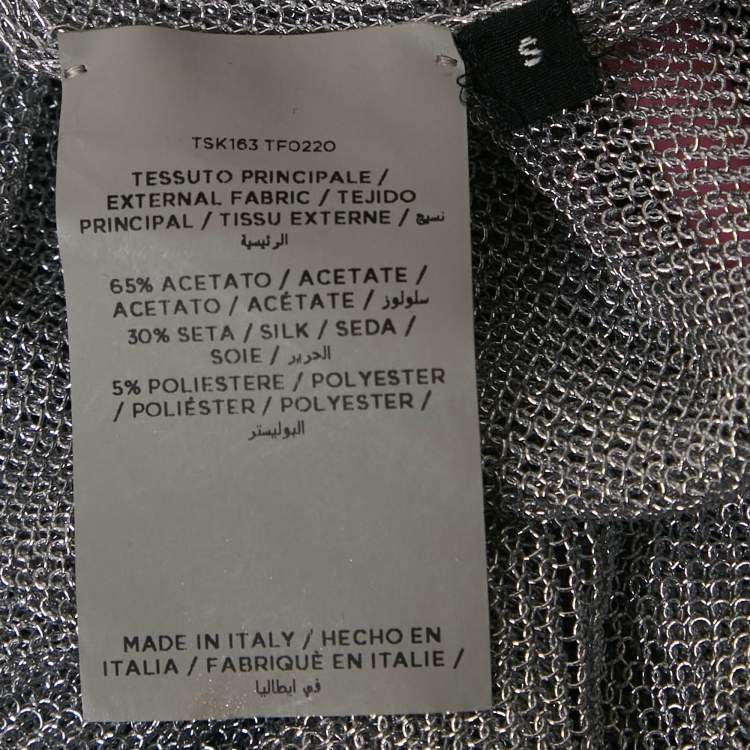 S
TSK163 TF0220
TESSUTO PRINCIPALE /
EXTERNAL FABRIC / TEJIDO
PRINCIPAL / TISSU EXTERNE / نسيج
الرئيسية
65% ACETATO / ACETATE /
ACETATO / ACÉTATE / سلولوز
30% SETA / SILK / SEDA /
SOIE / الحرير
5% POLIESTERE / POLYESTER
/ POLIÉSTER / POLYESTER /
البوليستر
MADE IN ITALY / HECHO EN
ITALIA / FABRIQUÉ EN ITALIE /
في ايطاليا